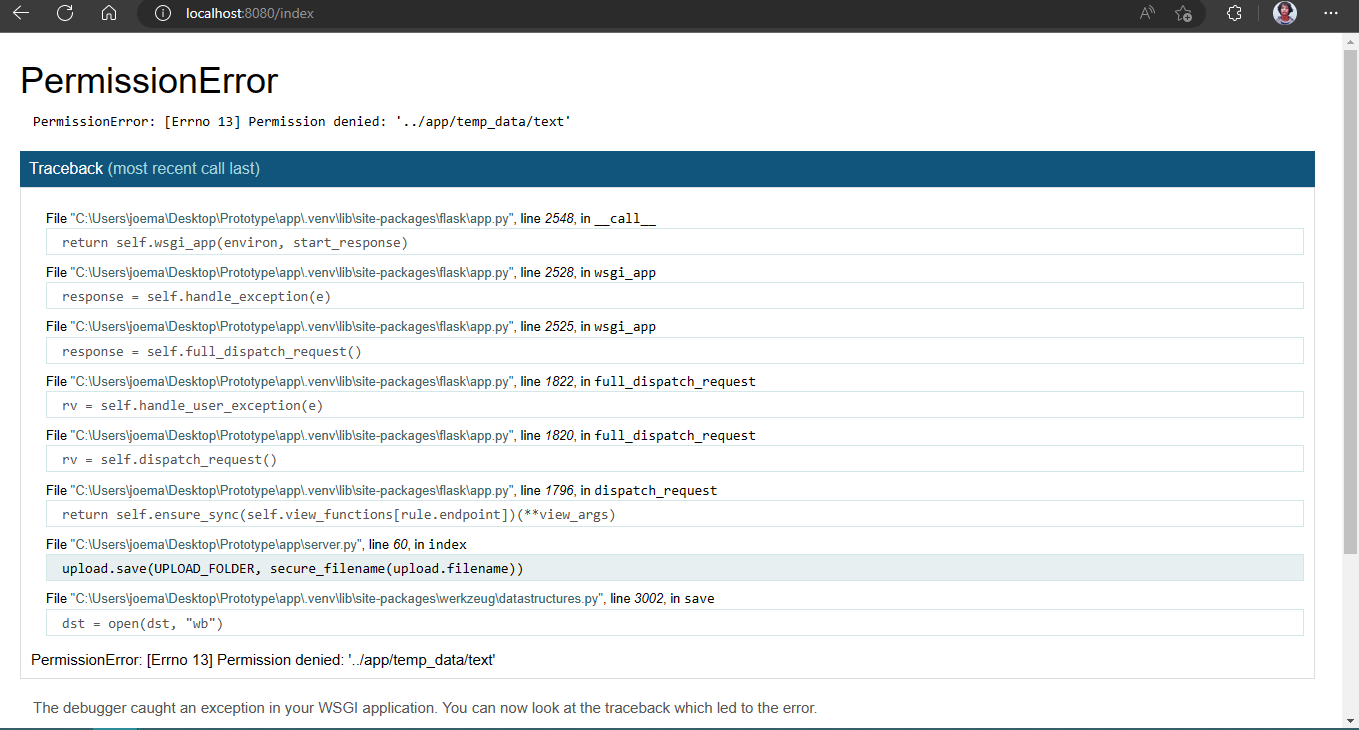 localhost:8080/index
PermissionError
PermissionError: [Errno 13] Permission denied: '../app/temp_data/text'
Traceback (most recent call last)
File "C:\Users\joema\Desktop\Prototype\app\.venv\lib\site-packages\flask\app.py", line 2548, in __call__
return self.wsgi_app(environ, start_response)
File "C:\Users\joema\Desktop\Prototype\app\.venv\lib\site-packages\flask\app.py", line 2528, in wsgi_app
response = self.handle_exception(e)
File "C:\Users\joema\Desktop\Prototype\app\.venv\lib\site-packages\flask\app.py", line 2525, in wsgi_app
response = self.full_dispatch_request()
File "C:\Users\joema\Desktop\Prototype\app\.venv\lib\site-packages\flask\app.py", line 1822, in full_dispatch_request
rv = self.handle_user_exception(e)
File "C:\Users\joema\Desktop\Prototype\app\.venv\lib\site-packages\flask\app.py", line 1820, in full_dispatch_request
rv = self.dispatch_request()
File "C:\Users\joema\Desktop\Prototype\app\.venv\lib\site-packages\flask\app.py", line 1796, in dispatch_request
return self.ensure_sync(self.view_functions[rule.endpoint])(**view_args)
File "C:\Users\joema\Desktop\Prototype\app\server.py", line 60, in index
upload.save(UPLOAD_FOLDER, secure_filename(upload.filename))
File "C:\Users\joema\Desktop\Prototype\app\.venv\lib\site-packages\werkzeug\datastructures.py", line 3002, in save
dst = open(dst, "wb")
PermissionError: [Errno 13] Permission denied: '../app/temp_data/text'
The debugger caught an exception in your WSGI application. You can now look at the traceback which led to the error.